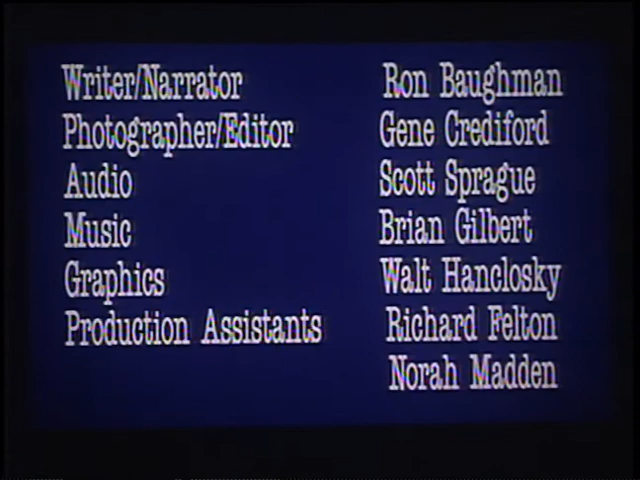 Writer/Narrator Ron Baughman
Photographer/Editor Gene Crediford
Audio Scott Sprague
Music Brian Gilbert
Graphics Walt Hanclosky
Production Assistants Richard Felton
Norah Madden